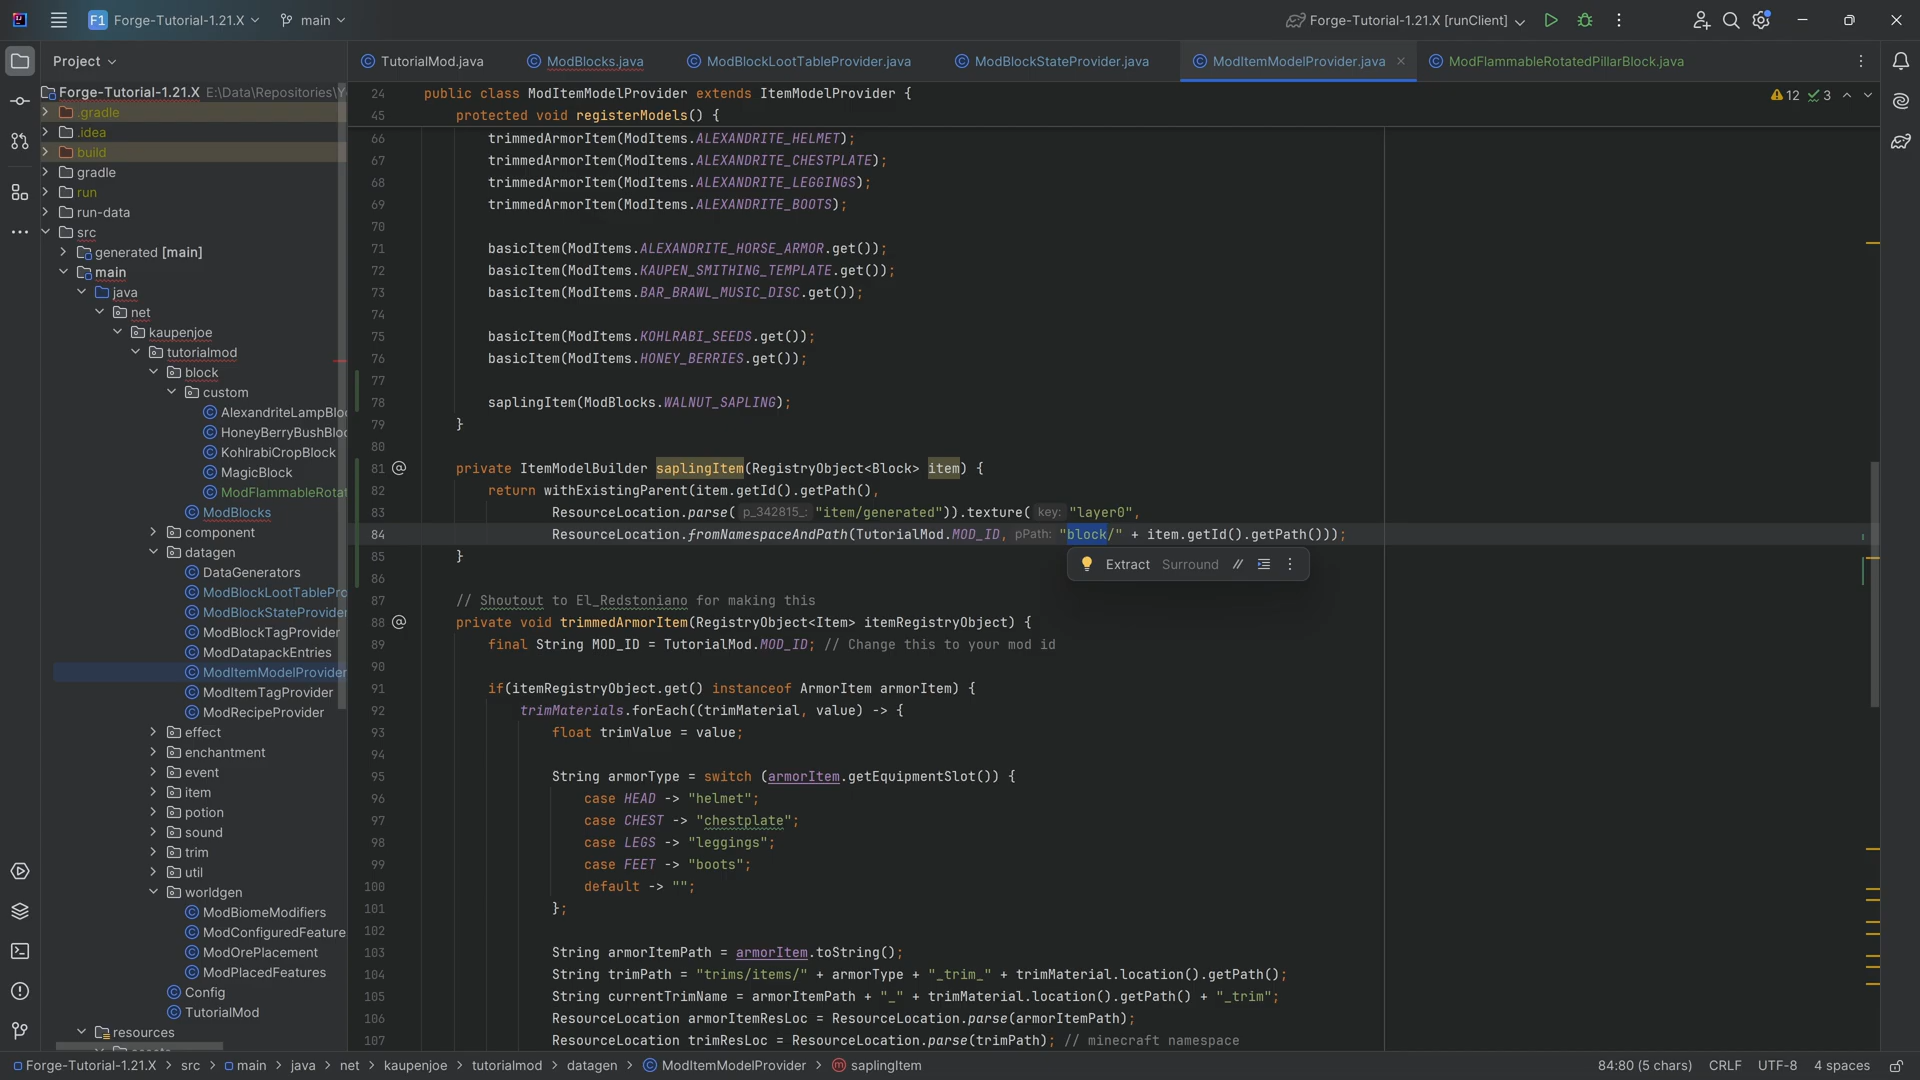 F1 Forge-Tutorial-1.21.X main Forge-Tutorial-1.21.X [runClient]
Project
TutorialMod.java ModBlocks.java ModBlockLootTableProvider.java ModBlockStateProvider.java ModItemModelProvider.java ModFlammableRotatedPillarBlock.java
Forge-Tutorial-1.21.X E:\Data\Repositories\Y
.gradle
.idea
build
gradle
run
run-data
src
generated [main]
main
java
net
kaupenjoe
tutorialmod
block
custom
AlexandriteLampBloc
HoneyBerryBushBloc
KohlrabiCropBlock
MagicBlock
ModFlammableRotat
ModBlocks
component
datagen
DataGenerators
ModBlockLootTablePro
ModBlockStateProvider
ModBlockTagProvider
ModDatapackEntries
ModItemModelProvider
ModItemTagProvider
ModRecipeProvider
effect
enchantment
event
item
potion
sound
trim
util
worldgen
ModBiomeModifiers
ModConfiguredFeature
ModOrePlacement
ModPlacedFeatures
Config
TutorialMod
resources
12 3
24 public class ModItemModelProvider extends ItemModelProvider {
45 protected void registerModels() {
66 trimmedArmorItem(ModItems.ALEXANDRITE_HELMET);
67 trimmedArmorItem(ModItems.ALEXANDRITE_CHESTPLATE);
68 trimmedArmorItem(ModItems.ALEXANDRITE_LEGGINGS);
69 trimmedArmorItem(ModItems.ALEXANDRITE_BOOTS);
70
71 basicItem(ModItems.ALEXANDRITE_HORSE_ARMOR.get());
72 basicItem(ModItems.KAUPEN_SMITHING_TEMPLATE.get());
73 basicItem(ModItems.BAR_BRAWL_MUSIC_DISC.get());
74
75 basicItem(ModItems.KOHLRABI_SEEDS.get());
76 basicItem(ModItems.HONEY_BERRIES.get());
77
78 saplingItem(ModBlocks.WALNUT_SAPLING);
79 }
80
81 @ private ItemModelBuilder saplingItem(RegistryObject<Block> item) {
82 return withExistingParent(item.getId().getPath(),
83 ResourceLocation.parse( p_342815_: "item/generated")).texture( key: "layer0",
84 ResourceLocation.fromNamespaceAndPath(TutorialMod.MOD_ID, pPath: "block/" + item.getId().getPath()));
85 }
Extract Surround //
86
87 // Shoutout to El_Redstoniano for making this
88 @ private void trimmedArmorItem(RegistryObject<Item> itemRegistryObject) {
89 final String MOD_ID = TutorialMod.MOD_ID; // Change this to your mod id
90
91 if(itemRegistryObject.get() instanceof ArmorItem armorItem) {
92 trimMaterials.forEach((trimMaterial, value) -> {
93 float trimValue = value;
94
95 String armorType = switch (armorItem.getEquipmentSlot()) {
96 case HEAD -> "helmet";
97 case CHEST -> "chestplate";
98 case LEGS -> "leggings";
99 case FEET -> "boots";
100 default -> "";
101 };
102
103 String armorItemPath = armorItem.toString();
104 String trimPath = "trims/items/" + armorType + "_trim_" + trimMaterial.location().getPath();
105 String currentTrimName = armorItemPath + "_" + trimMaterial.location().getPath() + "_trim";
106 ResourceLocation armorItemResLoc = ResourceLocation.parse(armorItemPath);
107 ResourceLocation trimResLoc = ResourceLocation.parse(trimPath); // minecraft namespace
Forge-Tutorial-1.21.X > src > main > java > net > kaupenjoe > tutorialmod > datagen > ModItemModelProvider > saplingItem 84:80 (5 chars) CRLF UTF-8 4 spaces